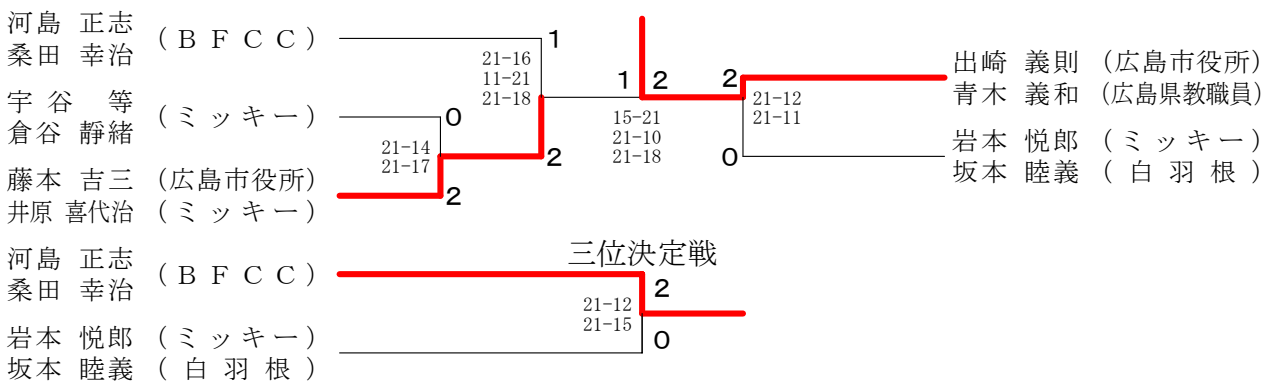 河島 正志
桑田 幸治
(ＢＦＣＣ)
宇谷 等
倉谷 靜緒
(ミッキー)
藤本 吉三 (広島市役所)
井原 喜代治 (ミッキー)
1
21-16
11-21
21-18
0
21-14
21-17
2
2
1
2
15-21
21-10
21-18
2
21-12
21-11
0
出崎 義則 (広島市役所)
青木 義和 (広島県教職員)
岩本 悦郎 (ミッキー)
坂本 睦義 (白羽根)
三位決定戦
河島 正志
桑田 幸治
(ＢＦＣＣ)
岩本 悦郎 (ミッキー)
坂本 睦義 (白羽根)
2
21-12
21-15
0